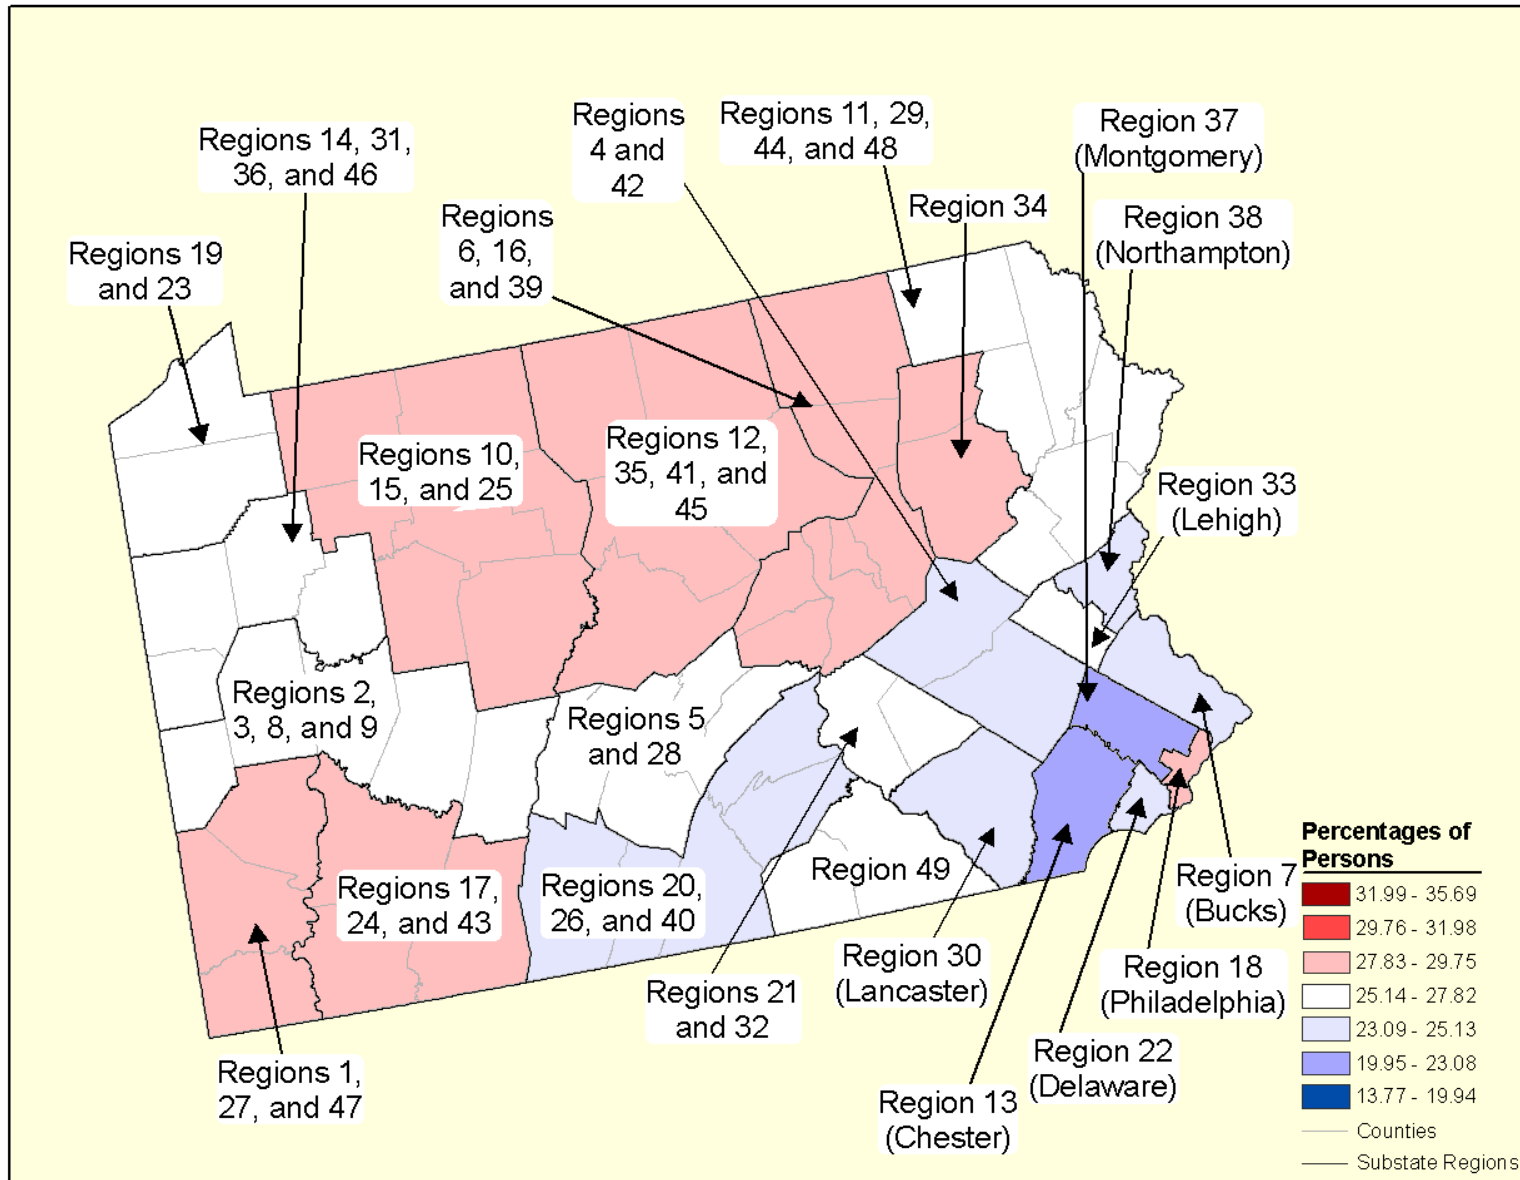 Regions 14, 31,
36, and 46
Regions
4 and
42
Regions 11, 29,
44, and 48
Region 37
(Montgomery)
Regions 19
and 23
Regions
6, 16,
and 39
Region 34
Region 38
(Northampton)
Regions 10,
15, and 25
Regions 12,
35, 41, and
45
Region 33
(Lehigh)
Regions 2,
3, 8, and 9
Regions 5
and 28
Regions 17,
24, and 43
Regions 20,
26, and 40
Region 49
Region 7
(Bucks)
Regions 21
and 32
Region 30
(Lancaster)
Region 18
(Philadelphia)
Regions 1,
27, and 47
Region 13
(Chester)
Region 22
(Delaware)
Percentages of
Persons
31.99 - 35.69
29.76 - 31.98
27.83 - 29.75
25.14 - 27.82
23.09 - 25.13
19.95 - 23.08
13.77 - 19.94
Counties
Substate Regions